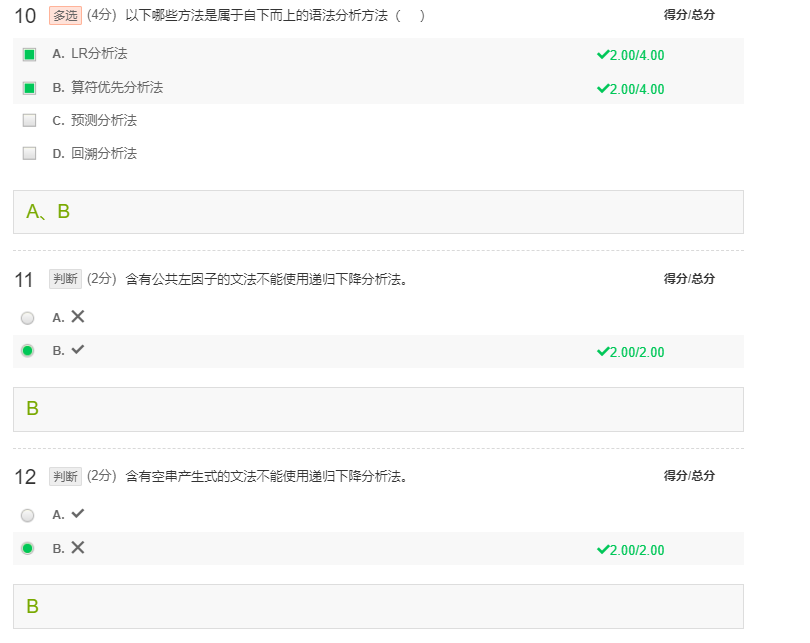 10 多选 (4分) 以下哪些方法是属于自下而上的语法分析方法（ ） 得分/总分
A. LR分析法 ✔2.00/4.00
B. 算符优先分析法 ✔2.00/4.00
C. 预测分析法
D. 回溯分析法
A、B
11 判断 (2分) 含有公共左因子的文法不能使用递归下降分析法。 得分/总分
A. ✕
B. ✔ ✔2.00/2.00
B
12 判断 (2分) 含有空串产生式的文法不能使用递归下降分析法。 得分/总分
A. ✔
B. ✕ ✔2.00/2.00
B